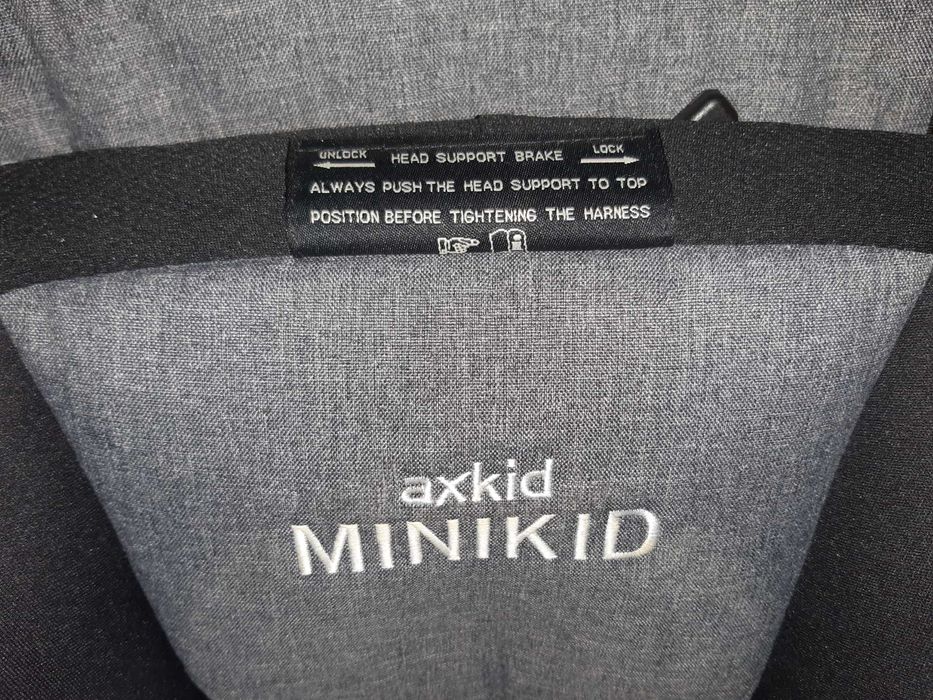 UNLOCK HEAD SUPPORT BRAKE LOCK
ALWAYS PUSH THE HEAD SUPPORT TO TOP
POSITION BEFORE TIGHTENING THE HARNESS
axkid
MINIKID